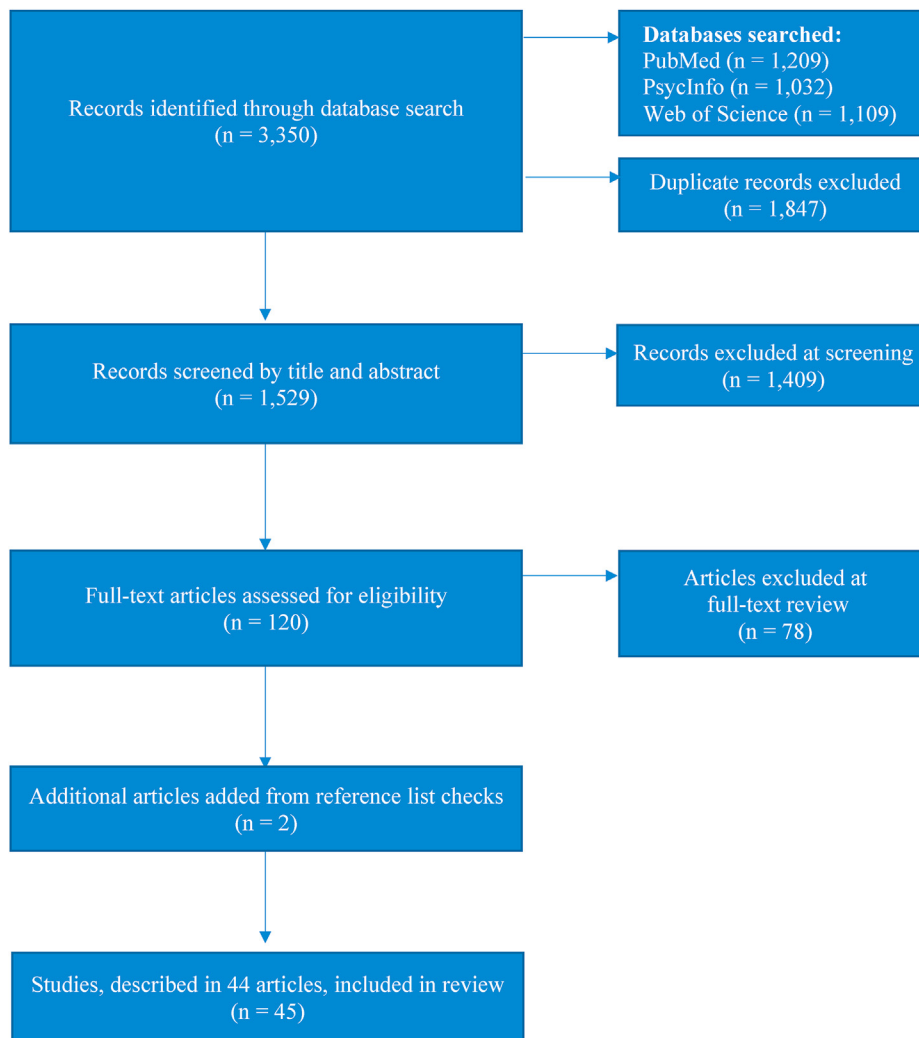 Records identified through database search
(n = 3,350)
Databases searched:
PubMed (n = 1,209)
PsycInfo (n = 1,032)
Web of Science (n = 1,109)
Duplicate records excluded
(n = 1,847)
Records screened by title and abstract
(n = 1,529)
Records excluded at screening
(n = 1,409)
Full-text articles assessed for eligibility
(n = 120)
Articles excluded at
full-text review
(n = 78)
Additional articles added from reference list checks
(n = 2)
Studies, described in 44 articles, included in review
(n = 45)